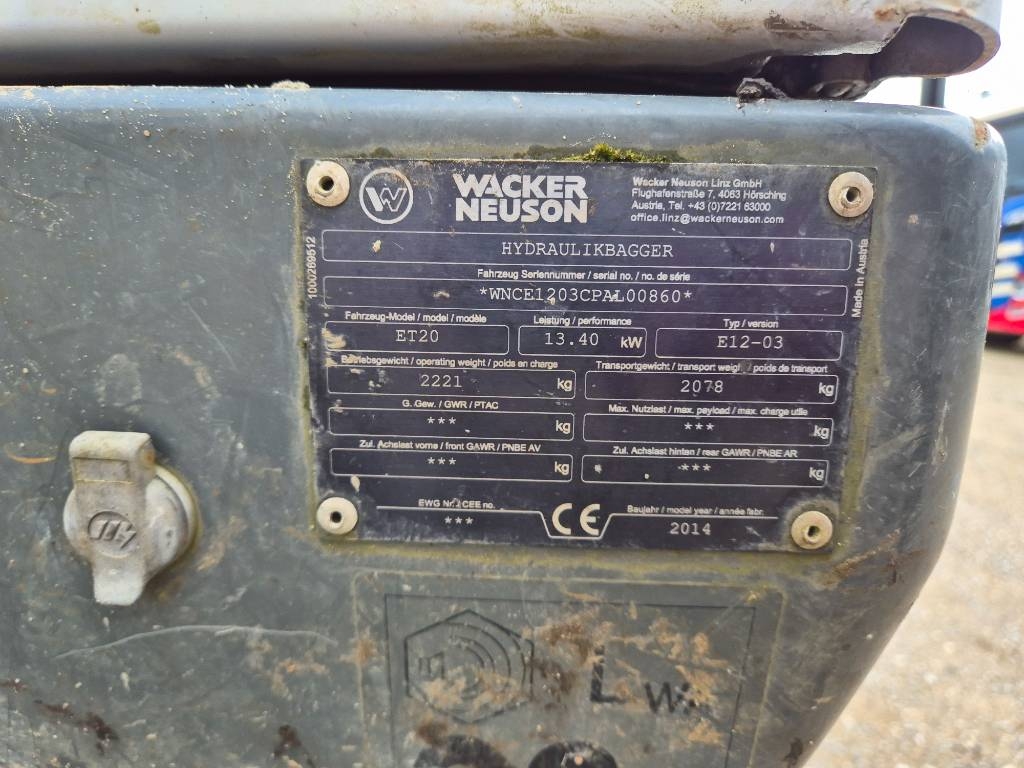 WACKER
NEUSON
Wacker Neuson Linz GmbH
Flughafenstraße 7, 4063 Hörsching
Austria, Tel. +43 (0)7221 63000
office.linz@wackerneuson.com
HYDRAULIKBAGGER
Fahrzeug Seriennummer / serial no. / no. de série
*WNCE1203CPAL00860*
Fahrzeug-Model / model / modèle Leistung / performance Typ / version
ET20 13.40 kW E12-03
Betriebsgewicht / operating weight / poids en charge Transportgewicht / transport weight / poids de transport
2221 kg 2078 kg
G. Gew. / GWR / PTAC Max. Nutzlast / max. payload / max. charge utile
*** kg *** kg
Zul. Achslast vorne / front GAWR / PNBE AV Zul. Achslast hinten / rear GAWR / PNBE AR
*** kg *** kg
EWG Nr. / CEE no. CE Baujahr / model year / année fabr.
*** 2014
1000269512
Made in Austria
L W